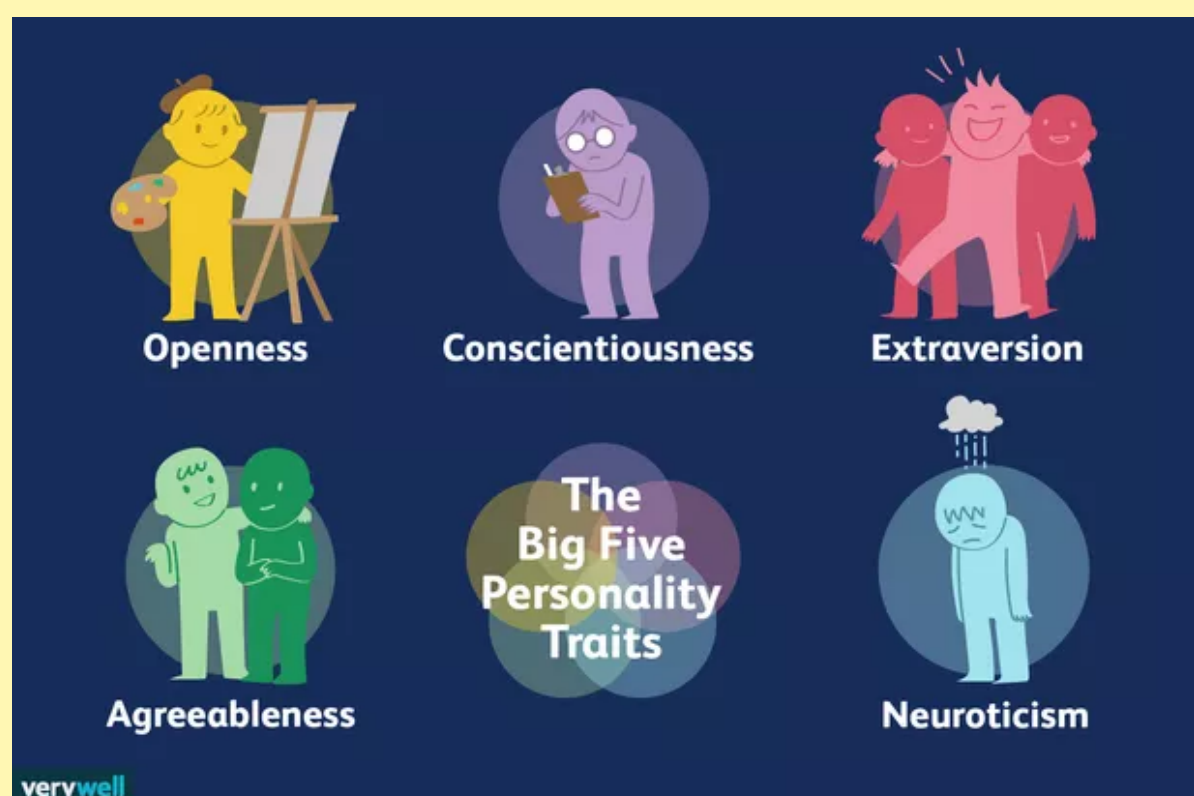 Openness
Conscientiousness
Extraversion
The
Big Five
Personality
Traits
Agreeableness
Neuroticism
verywell